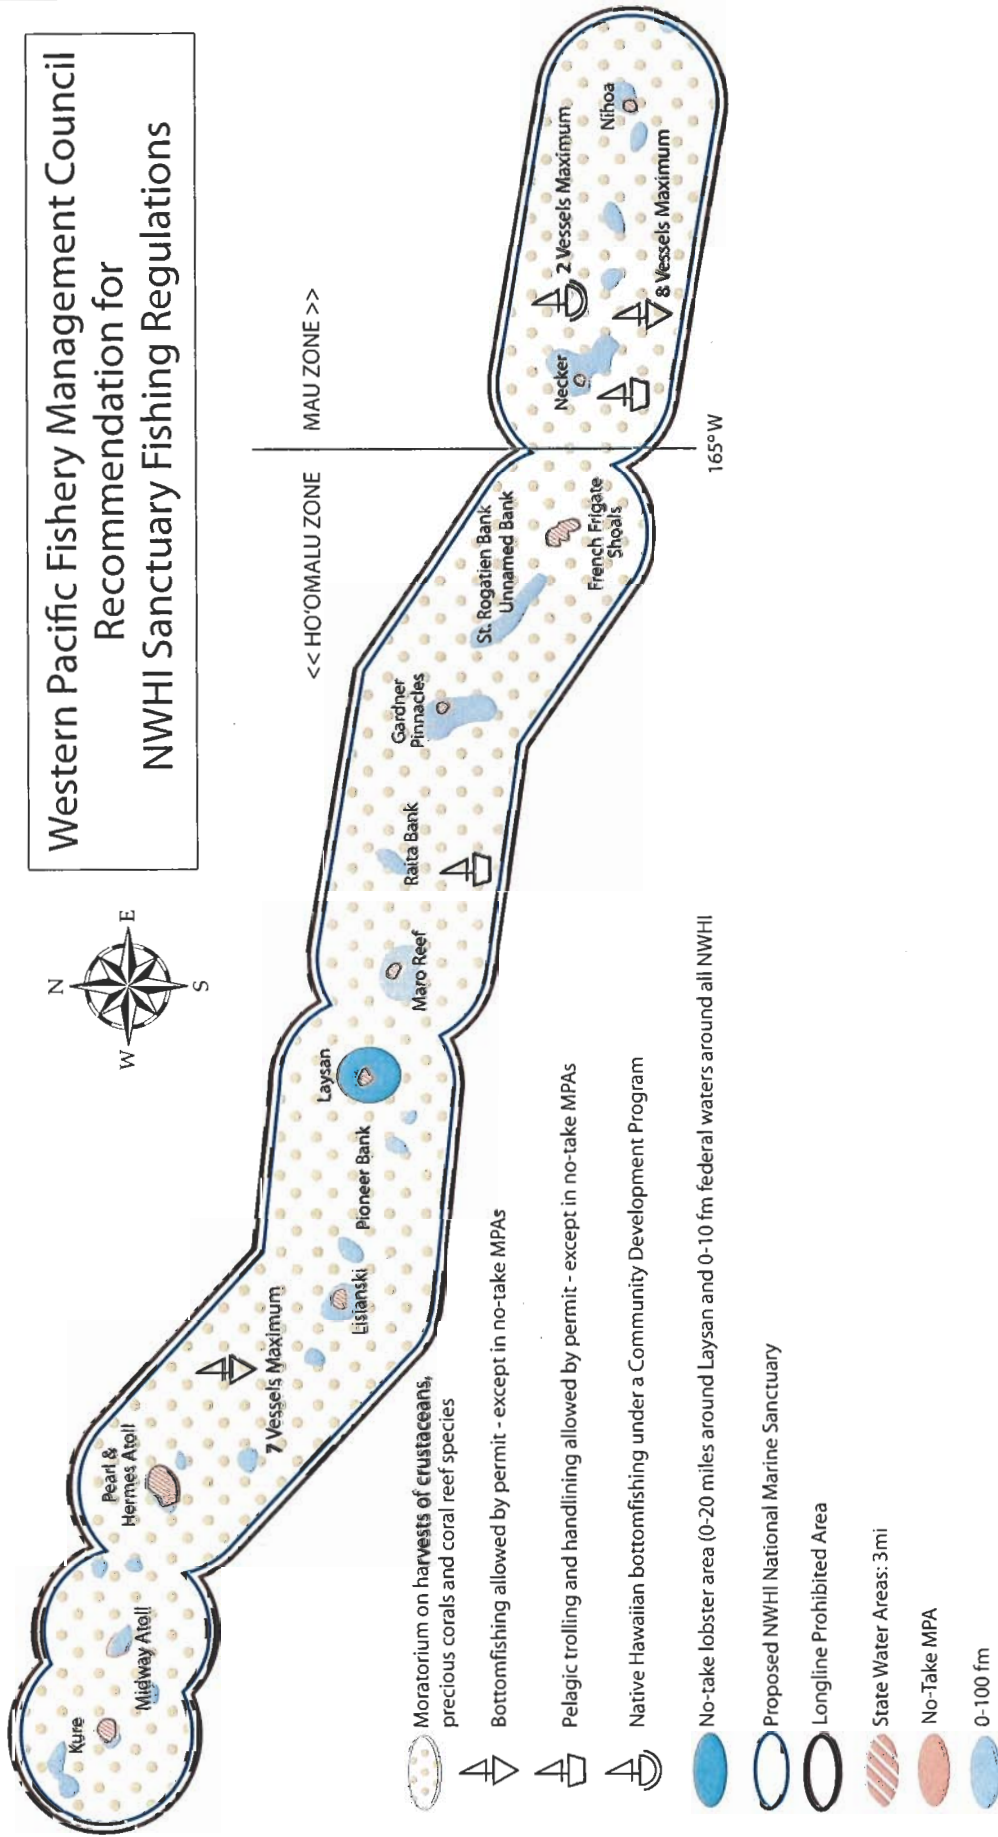 Western Pacific Fishery Management Council
Recommendation for
NWHI Sanctuary Fishing Regulations
N
W
E
S
<< HO'OMALU ZONE
MAU ZONE >>
165°W
Kure
Midway Atoll
Pearl &
Hermes Atoll
7 Vessels Maximum
Lisianski
Pioneer Bank
Laysan
Maro Reef
Raita Bank
Gardner
Pinnacles
St. Rogatien Bank
Unnamed Bank
French Frigate
Shoals
Necker
2 Vessels Maximum
8 Vessels Maximum
Nihoa
Moratorium on harvests of crustaceans,
precious corals and coral reef species
Bottomfishing allowed by permit - except in no-take MPAs
Pelagic trolling and handlining allowed by permit - except in no-take MPAs
Native Hawaiian bottomfishing under a Community Development Program
No-take lobster area (0-20 miles around Laysan and 0-10 fm federal waters around all NWHI
Proposed NWHI National Marine Sanctuary
Longline Prohibited Area
State Water Areas: 3mi
No-Take MPA
0-100 fm